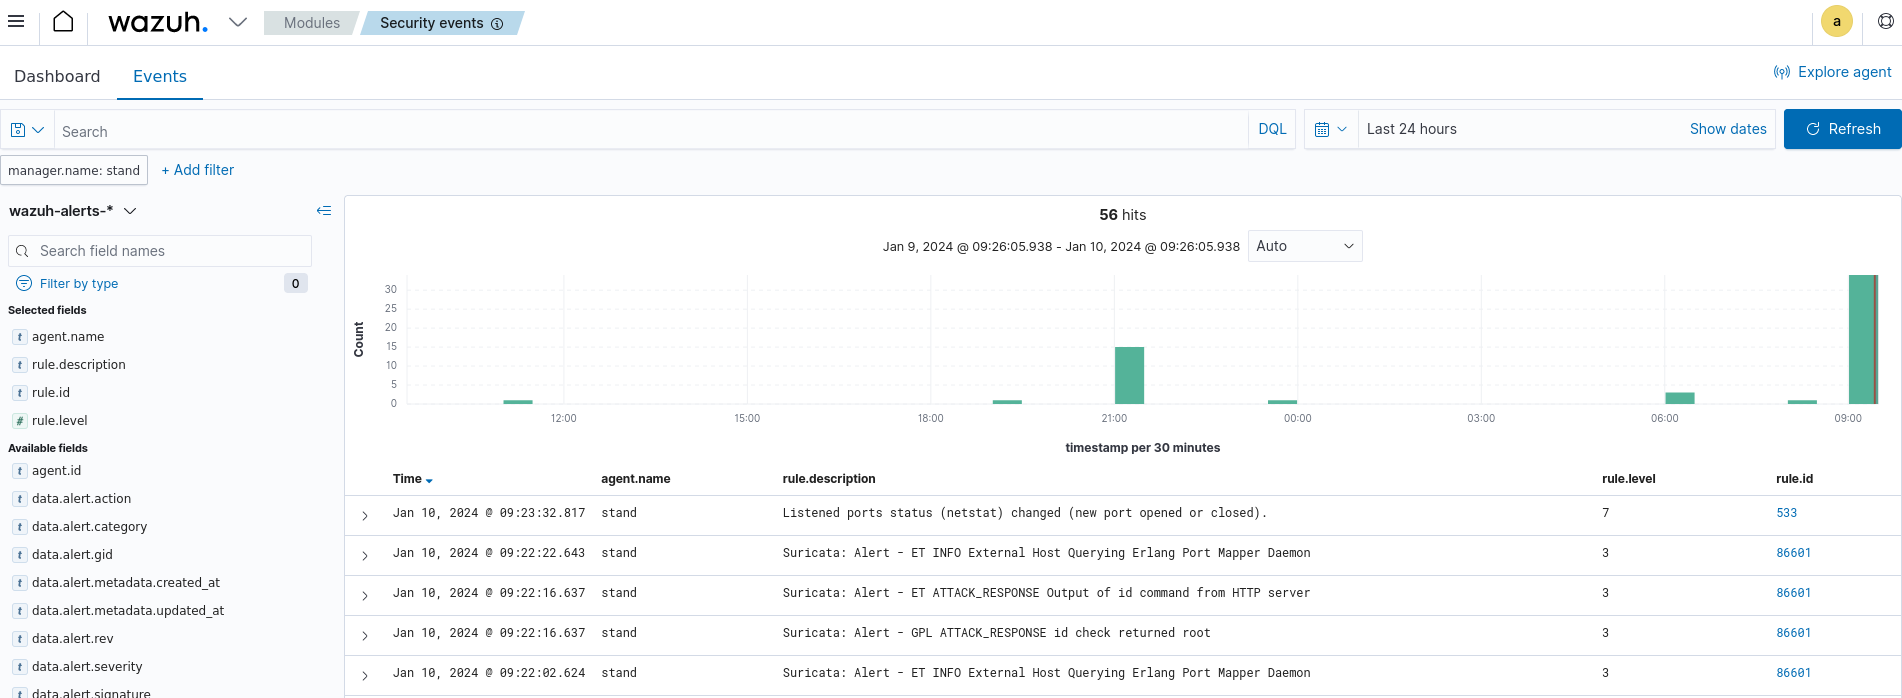 wazuh.
Modules
Security events
a
Dashboard
Events
Explore agent
Search
DQL
Last 24 hours
Show dates
Refresh
manager.name: stand
+ Add filter
wazuh-alerts-*
Search field names
Filter by type
0
Selected fields
t agent.name
t rule.description
t rule.id
# rule.level
Available fields
t agent.id
t data.alert.action
t data.alert.category
t data.alert.gid
t data.alert.metadata.created_at
t data.alert.metadata.updated_at
t data.alert.rev
t data.alert.severity
t data.alert.signature
56 hits
Jan 9, 2024 @ 09:26:05.938 - Jan 10, 2024 @ 09:26:05.938
Auto
Count
30
25
20
15
10
5
0
12:00 15:00 18:00 21:00 00:00 03:00 06:00 09:00
timestamp per 30 minutes
Time agent.name rule.description rule.level rule.id
Jan 10, 2024 @ 09:23:32.817 stand Listened ports status (netstat) changed (new port opened or closed). 7 533
Jan 10, 2024 @ 09:22:22.643 stand Suricata: Alert - ET INFO External Host Querying Erlang Port Mapper Daemon 3 86601
Jan 10, 2024 @ 09:22:16.637 stand Suricata: Alert - ET ATTACK_RESPONSE Output of id command from HTTP server 3 86601
Jan 10, 2024 @ 09:22:16.637 stand Suricata: Alert - GPL ATTACK_RESPONSE id check returned root 3 86601
Jan 10, 2024 @ 09:22:02.624 stand Suricata: Alert - ET INFO External Host Querying Erlang Port Mapper Daemon 3 86601